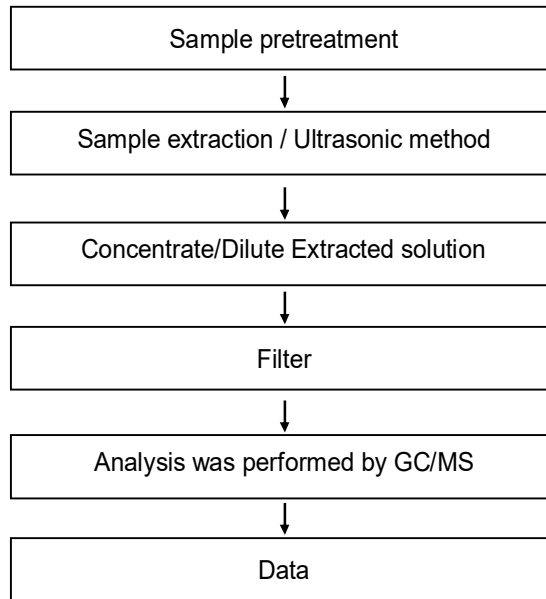 Sample pretreatment
Sample extraction / Ultrasonic method
Concentrate/Dilute Extracted solution
Filter
Analysis was performed by GC/MS
Data